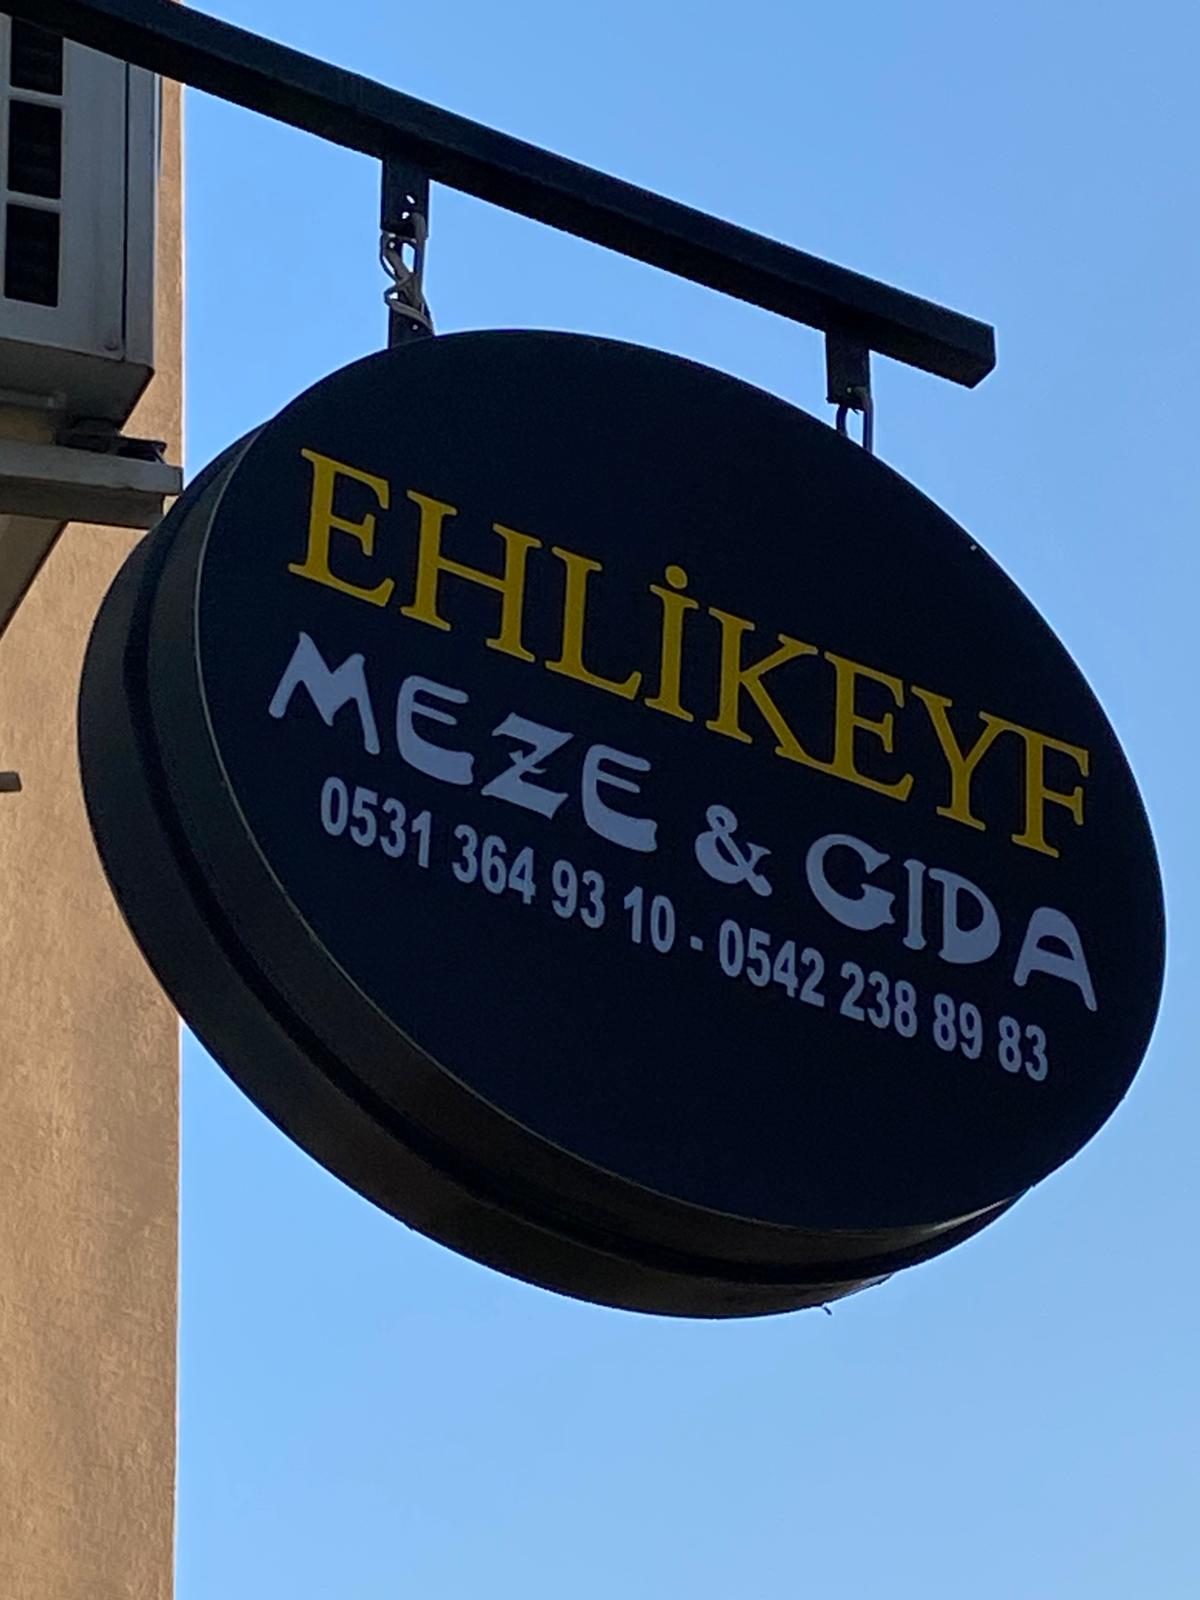 EHLİKEYF
MEZE & GIDA
0531 364 93 10 - 0542 238 89 83